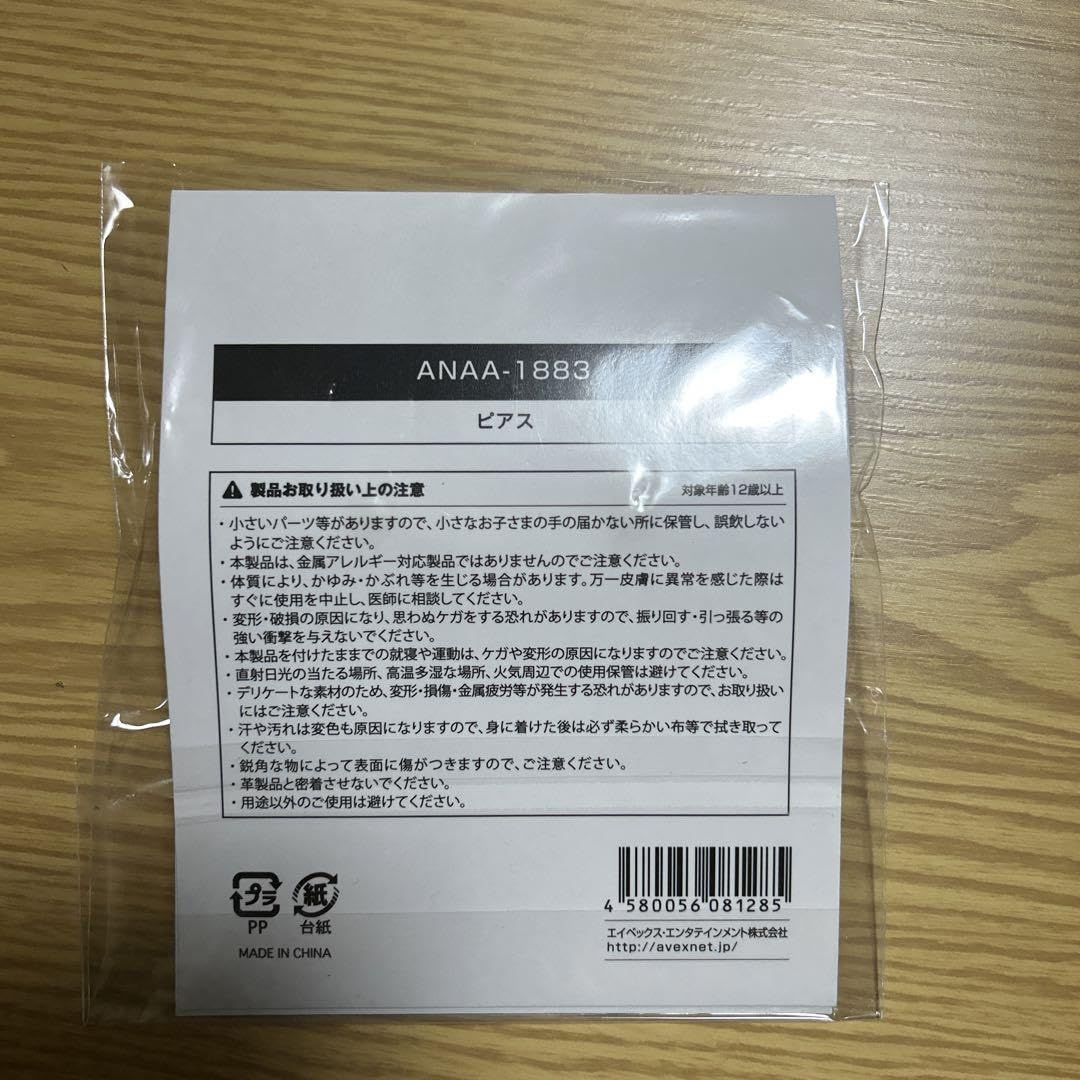 ANAA-1883
ピアス
製品お取り扱い上の注意
対象年齢12歳以上
・小さいパーツ等がありますので、小さなお子さまの手の届かない所に保管し、誤飲しない
ようにご注意ください。
・本製品は、金属アレルギー対応製品ではありませんのでご注意ください。
・体質により、かゆみ・かぶれ等を生じる場合があります。万一皮膚に異常を感じた際は
すぐに使用を中止し、医師に相談してください。
・変形・破損の原因になり、思わぬケガをする恐れがありますので、振り回す・引っ張る等の
強い衝撃を与えないでください。
・本製品を付けたままでの就寝や運動は、ケガや変形の原因になりますのでご注意ください。
・直射日光の当たる場所、高温多湿な場所、火気周辺での使用保管は避けてください。
・デリケートな素材のため、変形・損傷・金属疲労等が発生する恐れがありますので、お取り扱い
にはご注意ください。
・汗や汚れは変色も原因になりますので、身に着けた後は必ず柔らかい布等で拭き取って
ください。
・鋭角な物によって表面に傷がつきますので、ご注意ください。
・革製品と密着させないでください。
・用途以外のご使用は避けてください。
プラ
PP
紙
台紙
MADE IN CHINA
4 580056 081285
エイベックス・エンタテインメント株式会社
http://avexnet.jp/